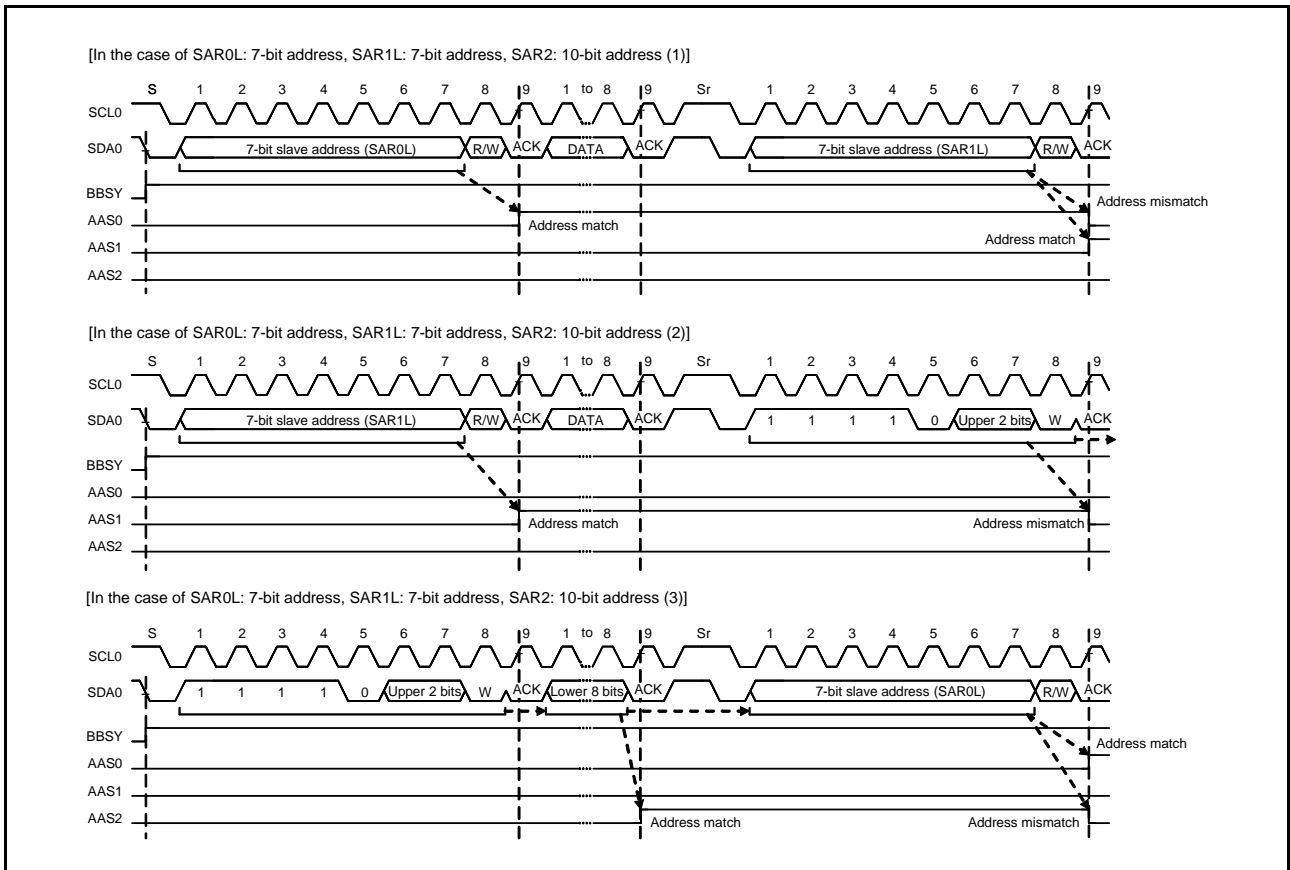 [In the case of SAR0L: 7-bit address, SAR1L: 7-bit address, SAR2: 10-bit address (1)]
S 1 2 3 4 5 6 7 8 9 1 to 8 9 Sr 1 2 3 4 5 6 7 8 9
SCL0
SDA0 7-bit slave address (SAR0L) R/W ACK DATA ACK 7-bit slave address (SAR1L) R/W ACK
BBSY
Address mismatch
AAS0
Address match
Address match
AAS1
AAS2
[In the case of SAR0L: 7-bit address, SAR1L: 7-bit address, SAR2: 10-bit address (2)]
S 1 2 3 4 5 6 7 8 9 1 to 8 9 Sr 1 2 3 4 5 6 7 8 9
SCL0
SDA0 7-bit slave address (SAR1L) R/W ACK DATA ACK 1 1 1 1 0 Upper 2 bits W ACK
BBSY
AAS0
AAS1 Address match Address mismatch
AAS2
[In the case of SAR0L: 7-bit address, SAR1L: 7-bit address, SAR2: 10-bit address (3)]
S 1 2 3 4 5 6 7 8 9 1 to 8 9 Sr 1 2 3 4 5 6 7 8 9
SCL0
SDA0 1 1 1 1 0 Upper 2 bits W ACK Lower 8 bits ACK 7-bit slave address (SAR0L) R/W ACK
BBSY
Address match
AAS0
AAS1
AAS2 Address match Address mismatch